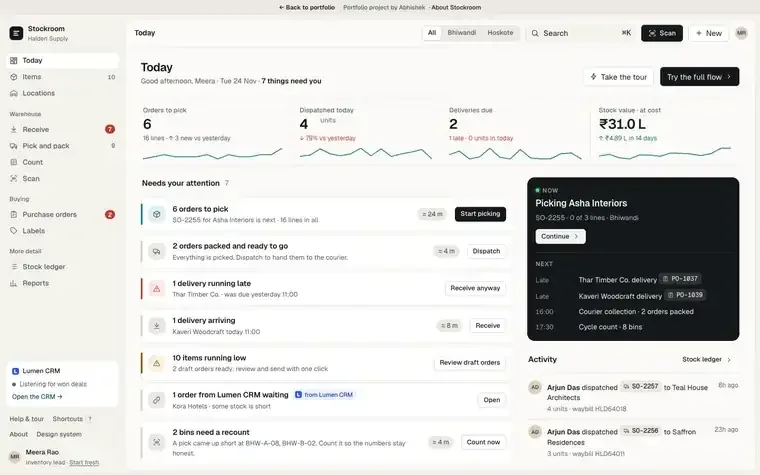 ← Back to portfolio Portfolio project by Abhishek · About Stockroom
Stockroom
Halden Supply
Today
Items 10
Locations
Warehouse
Receive 7
Pick and pack 9
Count
Scan
Buying
Purchase orders 2
Labels
More detail
Stock ledger
Reports
Lumen CRM
Listening for won deals
Open the CRM →
Help & tour Shortcuts ?
About Design system
MR Meera Rao
Inventory lead · Start fresh
Today
All Bhiwandi Hoskote
Search ⌘K
Scan
+ New
MR
Today
Good afternoon, Meera · Tue 24 Nov · 7 things need you
Take the tour
Try the full flow →
Orders to pick
6
16 lines · ↑ 3 new vs yesterday
Dispatched today
4 units
↓ 79% vs yesterday
Deliveries due
2
1 late · 0 units in today
Stock value · at cost
₹31.0 L
↑ ₹4.89 L in 14 days
Needs your attention 7
6 orders to pick
SO-2255 for Asha Interiors is next · 16 lines in all
≈ 24 m
Start picking
2 orders packed and ready to go
Everything is picked. Dispatch to hand them to the courier.
≈ 4 m
Dispatch
1 delivery running late
Thar Timber Co. · was due yesterday 11:00
Receive anyway
1 delivery arriving
Kaveri Woodcraft today 11:00
≈ 8 m
Receive
10 items running low
2 draft orders ready: review and send with one click
Review draft orders
1 order from Lumen CRM waiting from Lumen CRM
Kora Hotels · some stock is short
Open
2 bins need a recount
A pick came up short at BHW-A-08, BHW-B-02. Count it so the numbers stay
honest.
≈ 4 m
Count now
NOW
Picking Asha Interiors
SO-2255 · 0 of 3 lines · Bhiwandi
Continue >
NEXT
Late Thar Timber Co. delivery PO-1037
Late Kaveri Woodcraft delivery PO-1039
16:00 Courier collection · 2 orders packed
17:30 Cycle count · 8 bins
Activity
Stock ledger >
AD Arjun Das dispatched SO-2257 to Teal House 8h ago
Architects
4 units · waybill HLD64018
AD Arjun Das dispatched SO-2256 to Saffron 23h ago
Residences
3 units · waybill HLD64011